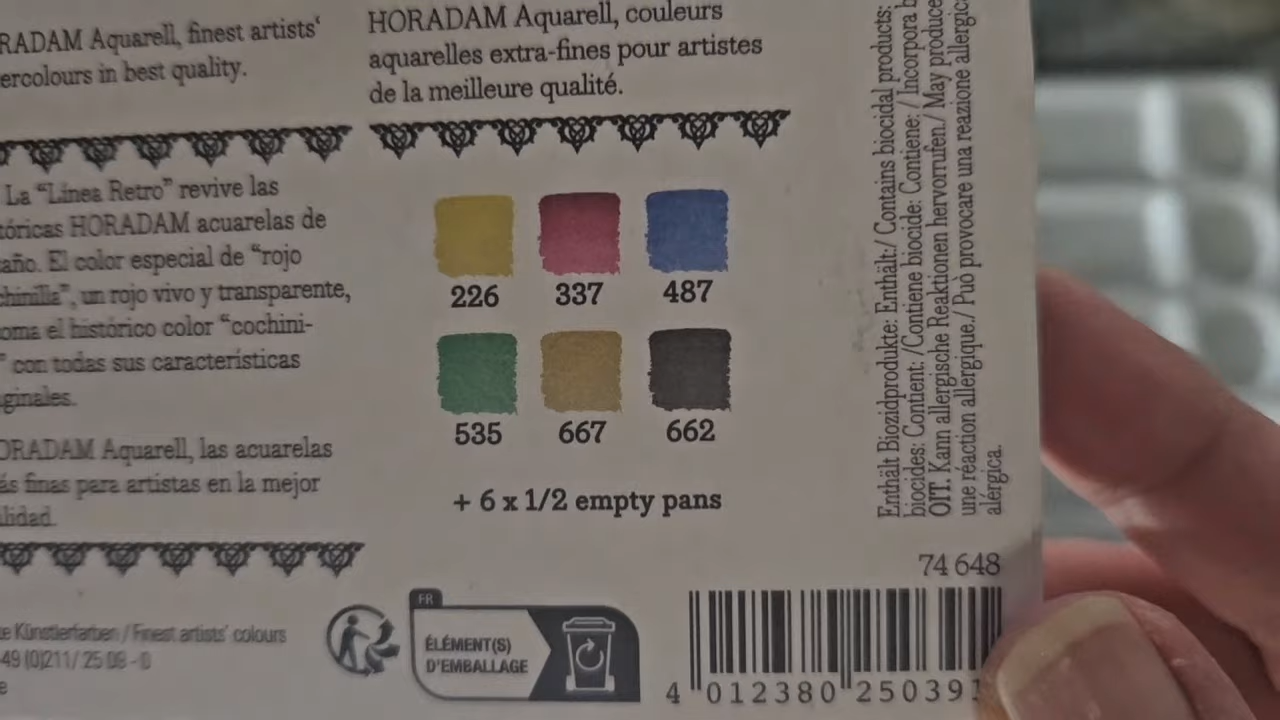 RADAM Aquarell, finest artists‘
ercolours in best quality.
HORADAM Aquarell, couleurs
aquarelles extra-fines pour artistes
de la meilleure qualité.
La “Línea Retro” revive las
tóricas HORADAM acuarelas de
año. El color especial de “rojo
chinilla”, un rojo vivo y transparente,
oma el histórico color “cochini-
” con todas sus características
ginales.
ORADAM Aquarell, las acuarelas
ás finas para artistas en la mejor
lidad.
226 337 487
535 667 662
+ 6 x 1/2 empty pans
Enthält Biozidprodukte: Enthält:/ Contains biocidal products:
biocides: Contient: /Contiene biocide: Contiene: / Incorpora b
OIT. Kann allergische Reaktionen hervorrufen./ May produce
une réaction allergique./ Può provocare una reazione allergic
alérgica.
74 648
e Künstlerfarben / Finest artists' colours
49 (0)211/ 25 09 - 0
e
FR
ÉLÉMENT(S)
D'EMBALLAGE
4 012380 250391